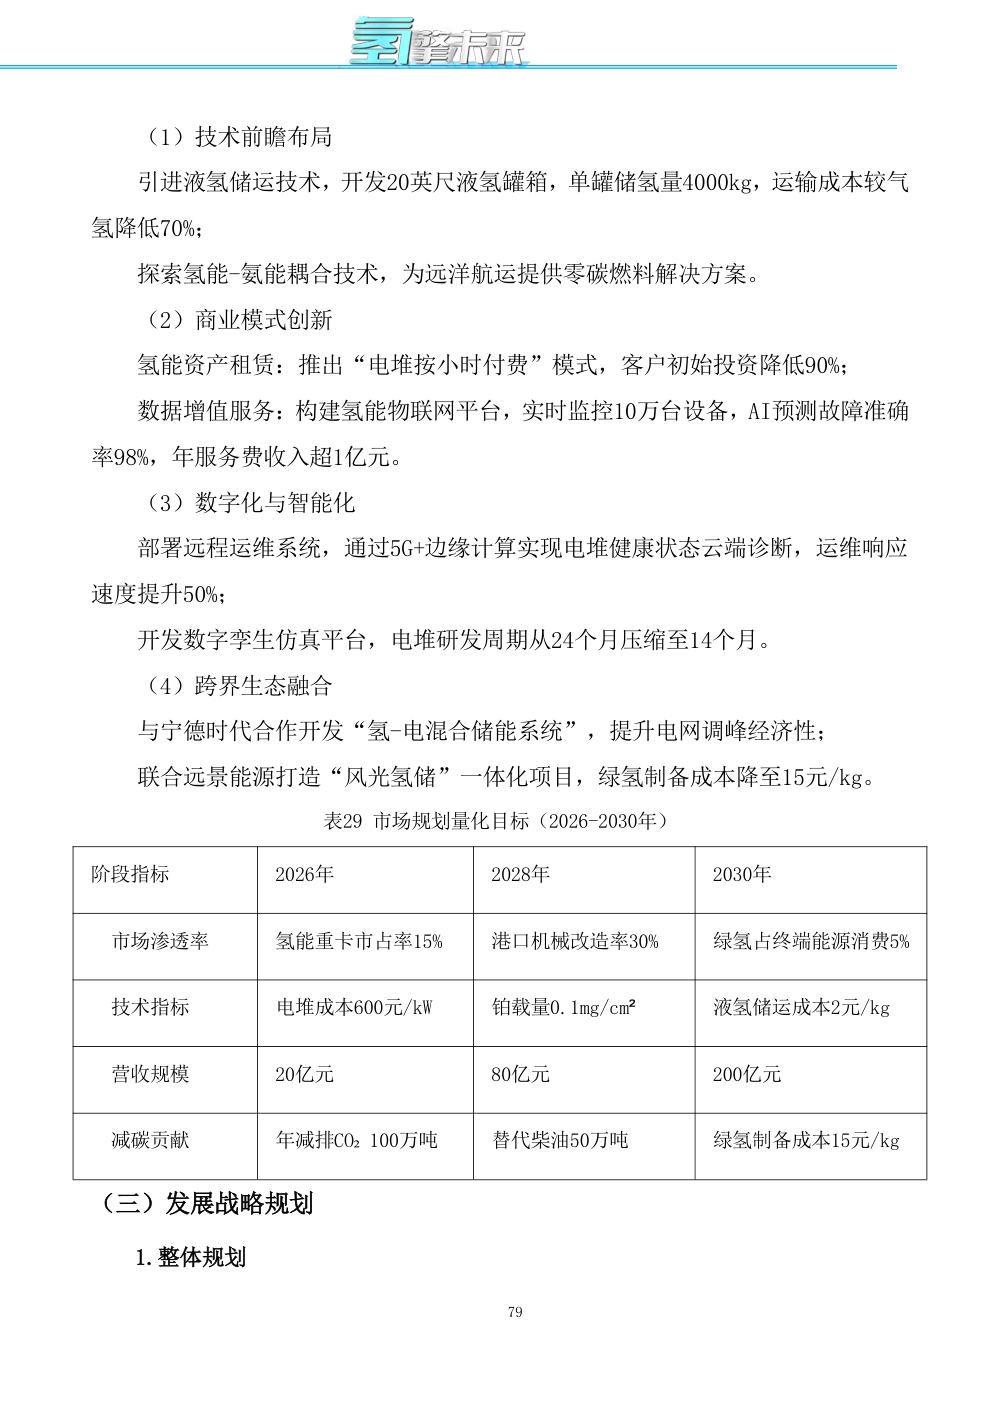 氢擎未来
（1）技术前瞻布局
引进液氢储运技术，开发20英尺液氢罐箱，单罐储氢量4000kg，运输成本较气
氢降低70%；
探索氢能-氨能耦合技术，为远洋航运提供零碳燃料解决方案。
（2）商业模式创新
氢能资产租赁：推出“电堆按小时付费”模式，客户初始投资降低90%；
数据增值服务：构建氢能物联网平台，实时监控10万台设备，AI预测故障准确
率98%，年服务费收入超1亿元。
（3）数字化与智能化
部署远程运维系统，通过5G+边缘计算实现电堆健康状态云端诊断，运维响应
速度提升50%；
开发数字孪生仿真平台，电堆研发周期从24个月压缩至14个月。
（4）跨界生态融合
与宁德时代合作开发“氢-电混合储能系统”，提升电网调峰经济性；
联合远景能源打造“风光氢储”一体化项目，绿氢制备成本降至15元/kg。
表29 市场规划量化目标（2026-2030年）
阶段指标 2026年 2028年 2030年
市场渗透率 氢能重卡市占率15% 港口机械改造率30% 绿氢占终端能源消费5%
技术指标 电堆成本600元/kW 铂载量0.1mg/cm² 液氢储运成本2元/kg
营收规模 20亿元 80亿元 200亿元
减碳贡献 年减排CO₂ 100万吨 替代柴油50万吨 绿氢制备成本15元/kg
（三）发展战略规划
1.整体规划
79